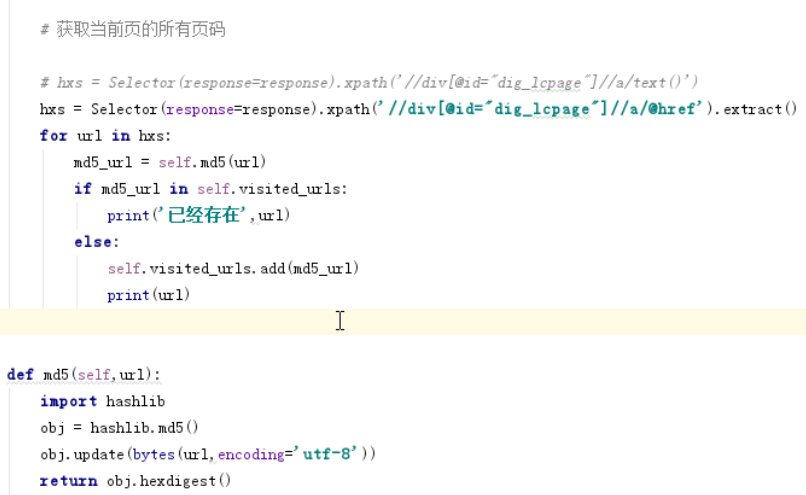 # 获取当前页的所有页码
# hxs = Selector(response=response).xpath('//div[@id="dig_lcpage"]//a/text()')
hxs = Selector(response=response).xpath('//div[@id="dig_lcpage"]//a/@href').extract()
for url in hxs:
md5_url = self.md5(url)
if md5_url in self.visited_urls:
print('已经存在',url)
else:
self.visited_urls.add(md5_url)
print(url)
def md5(self,url):
import hashlib
obj = hashlib.md5()
obj.update(bytes(url,encoding='utf-8'))
return obj.hexdigest()